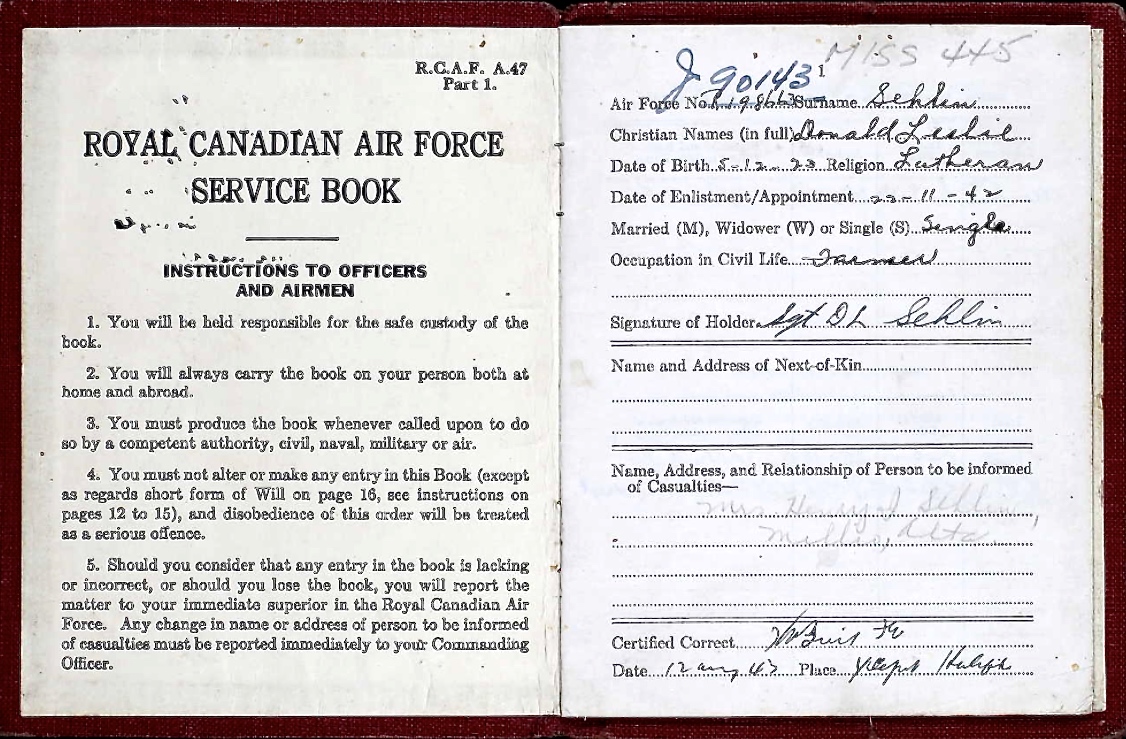 R.C.A.F. A.47
Part 1.
ROYAL CANADIAN AIR FORCE
SERVICE BOOK
INSTRUCTIONS TO OFFICERS
AND AIRMEN
1. You will be held responsible for the safe custody of the
book.
2. You will always carry the book on your person both at
home and abroad.
3. You must produce the book whenever called upon to do
so by a competent authority, civil, naval, military or air.
4. You must not alter or make any entry in this Book (except
as regards short form of Will on page 16, see instructions on
pages 12 to 15), and disobedience of this order will be treated
as a serious offence.
5. Should you consider that any entry in the book is lacking
or incorrect, or should you lose the book, you will report the
matter to your immediate superior in the Royal Canadian Air
Force. Any change in name or address of person to be informed
of casualties must be reported immediately to your Commanding
Officer.
MISS 445
J 90143
1
Air Force No. Surname Sehlin
Christian Names (in full) Donald Leslie
Date of Birth 5-12-23 Religion Lutheran
Date of Enlistment/Appointment 23-11-42
Married (M), Widower (W) or Single (S) Single
Occupation in Civil Life Farmer
Signature of Holder Sgt DL Sehlin
Name and Address of Next-of-Kin
Name, Address, and Relationship of Person to be informed
of Casualties—
Mrs Henry J Sehlin,
Millet, Alta
Certified Correct
Date 12 aug 43 Place